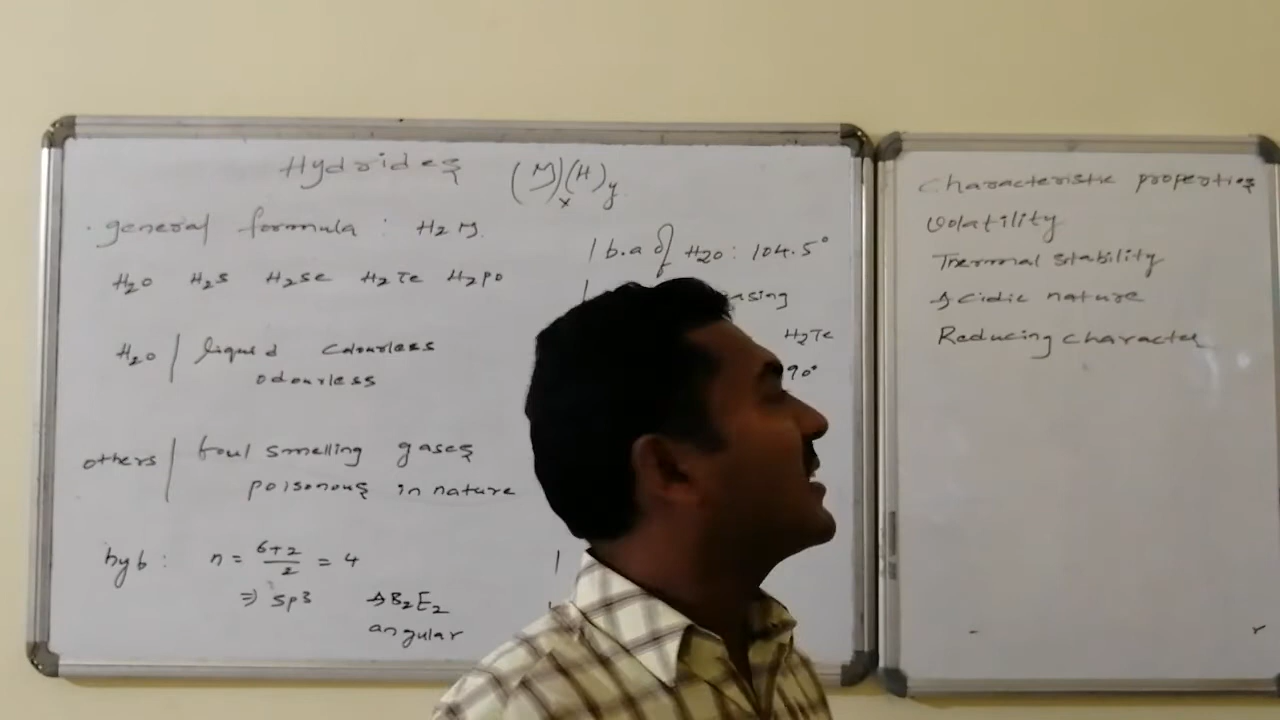 Hydrides (M)x(H)y
. general formula : H2M.
H2O H2S H2Se H2Te H2Po
H2O | liquid colourless
odourless
others | foul smelling gases
poisonous in nature
hyb : n = 6+2/2 = 4
⇒ sp3 AB2E2
angular
b.a of H2O : 104.5°
H2Te
90°
Characteristic properties
Volatility
Thermal stability
Acidic nature
Reducing character